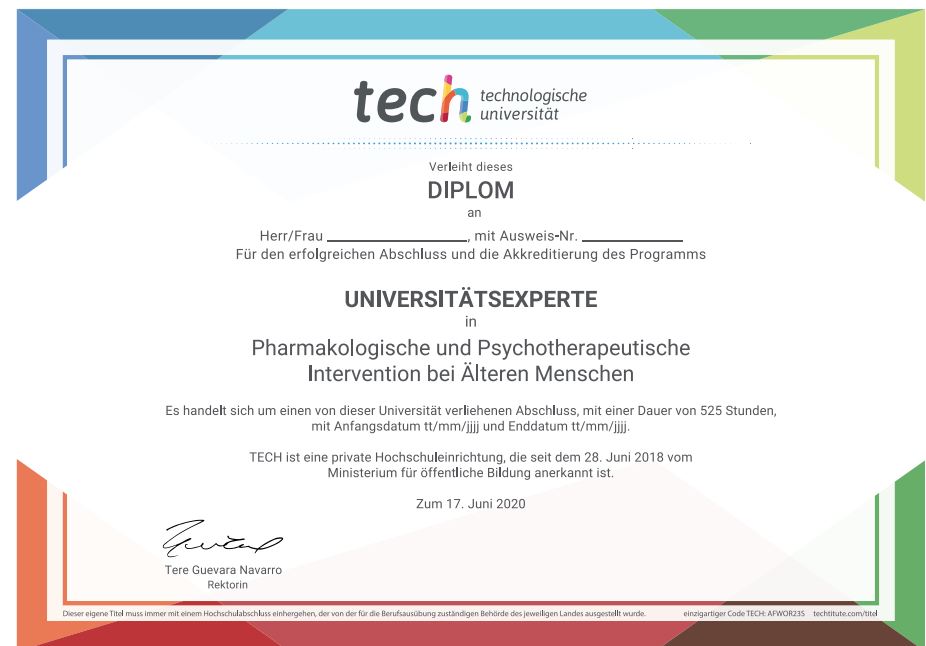 tech technologische
universität
Verleiht dieses
DIPLOM
an
Herr/Frau ____________, mit Ausweis-Nr. ____________
Für den erfolgreichen Abschluss und die Akkreditierung des Programms
UNIVERSITÄTSEXPERTE
in
Pharmakologische und Psychotherapeutische
Intervention bei Älteren Menschen
Es handelt sich um einen von dieser Universität verliehenen Abschluss, mit einer Dauer von 525 Stunden,
mit Anfangsdatum tt/mm/jjjj und Enddatum tt/mm/jjjj.
TECH ist eine private Hochschuleinrichtung, die seit dem 28. Juni 2018 vom
Ministerium für öffentliche Bildung anerkannt ist.
Zum 17. Juni 2020
Tere Guevara Navarro
Rektorin
Dieser eigene Titel muss immer mit einem Hochschulabschluss einhergehen, der von der für die Berufsausübung zuständigen Behörde des jeweiligen Landes ausgestellt wurde. einzigartiger Code TECH: AFWOR23S techtitute.com/titel